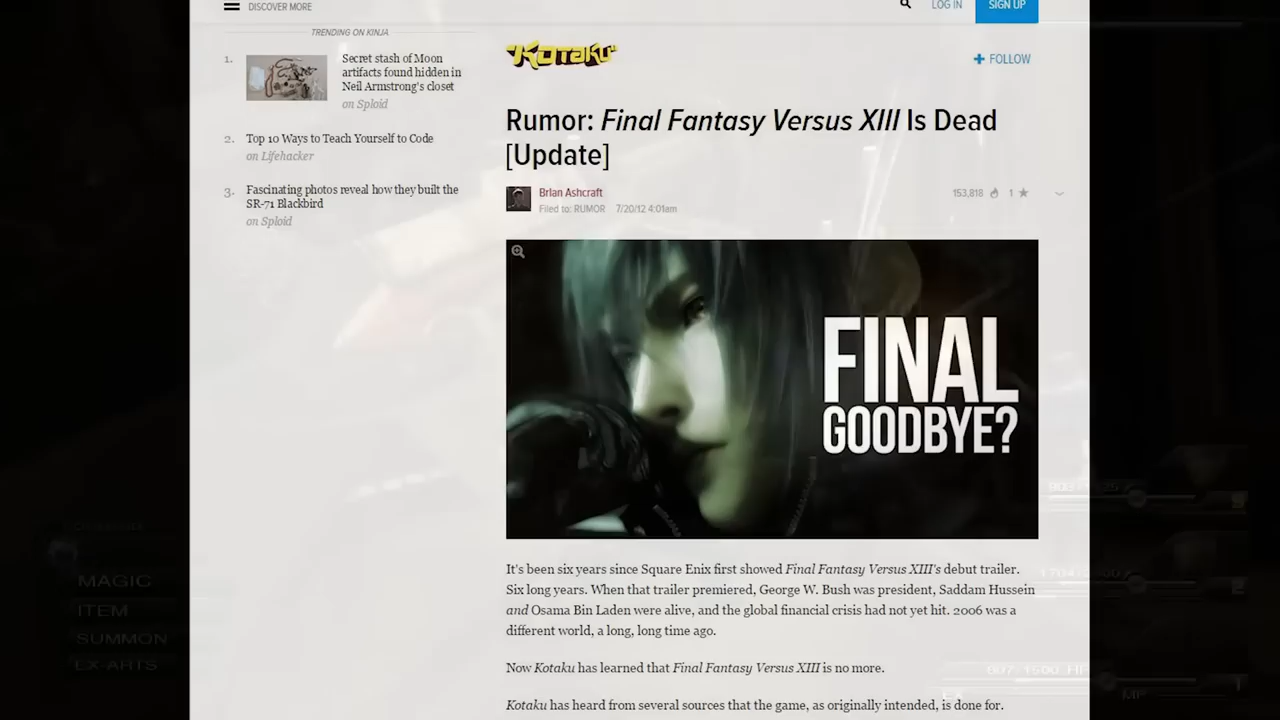 DISCOVER MORE
LOG IN
SIGN UP
TRENDING ON KINJA
1.
Secret stash of Moon
artifacts found hidden in
Neil Armstrong's closet
on Sploid
2.
Top 10 Ways to Teach Yourself to Code
on Lifehacker
3.
Fascinating photos reveal how they built the
SR-71 Blackbird
on Sploid
KOTAKU
+ FOLLOW
Rumor: Final Fantasy Versus XIII Is Dead
[Update]
Brian Ashcraft
Filed to: RUMOR 7/20/12 4:01am
153,818
1
FINAL
GOODBYE?
It's been six years since Square Enix first showed Final Fantasy Versus XIII's debut trailer.
Six long years. When that trailer premiered, George W. Bush was president, Saddam Hussein
and Osama Bin Laden were alive, and the global financial crisis had not yet hit. 2006 was a
different world, a long, long time ago.
Now Kotaku has learned that Final Fantasy Versus XIII is no more.
Kotaku has heard from several sources that the game, as originally intended, is done for.
MAGIC
ITEM
SUMMON
EX-ARTS
MP